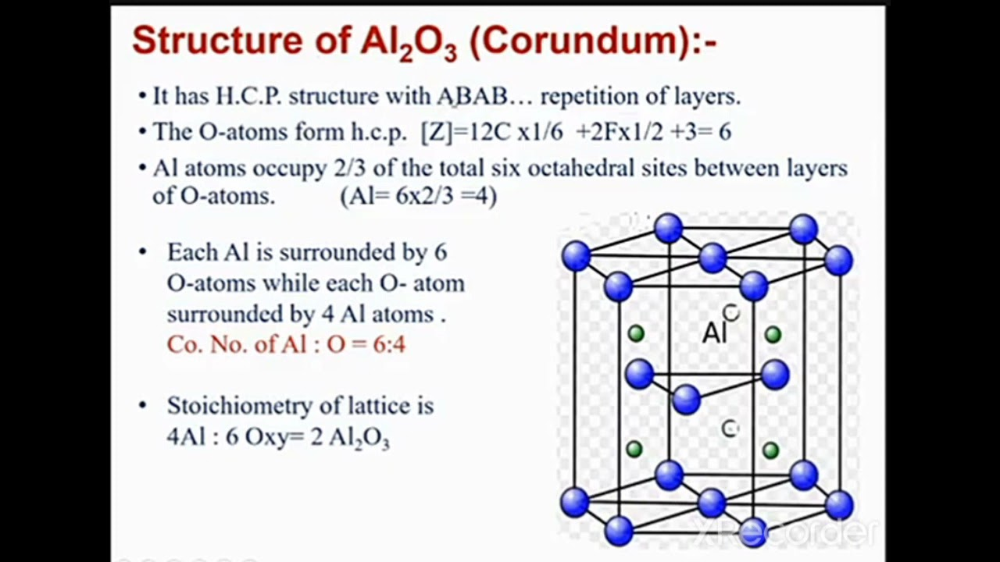 Structure of Al₂O₃ (Corundum):-
• It has H.C.P. structure with ABAB... repetition of layers.
• The O-atoms form h.c.p. [Z]=12C x1/6 +2Fx1/2 +3= 6
• Al atoms occupy 2/3 of the total six octahedral sites between layers
of O-atoms. (Al= 6x2/3 =4)
• Each Al is surrounded by 6
O-atoms while each O- atom
surrounded by 4 Al atoms .
Co. No. of Al : O = 6:4
• Stoichiometry of lattice is
4Al : 6 Oxy= 2 Al₂O₃
Al
XRecorder